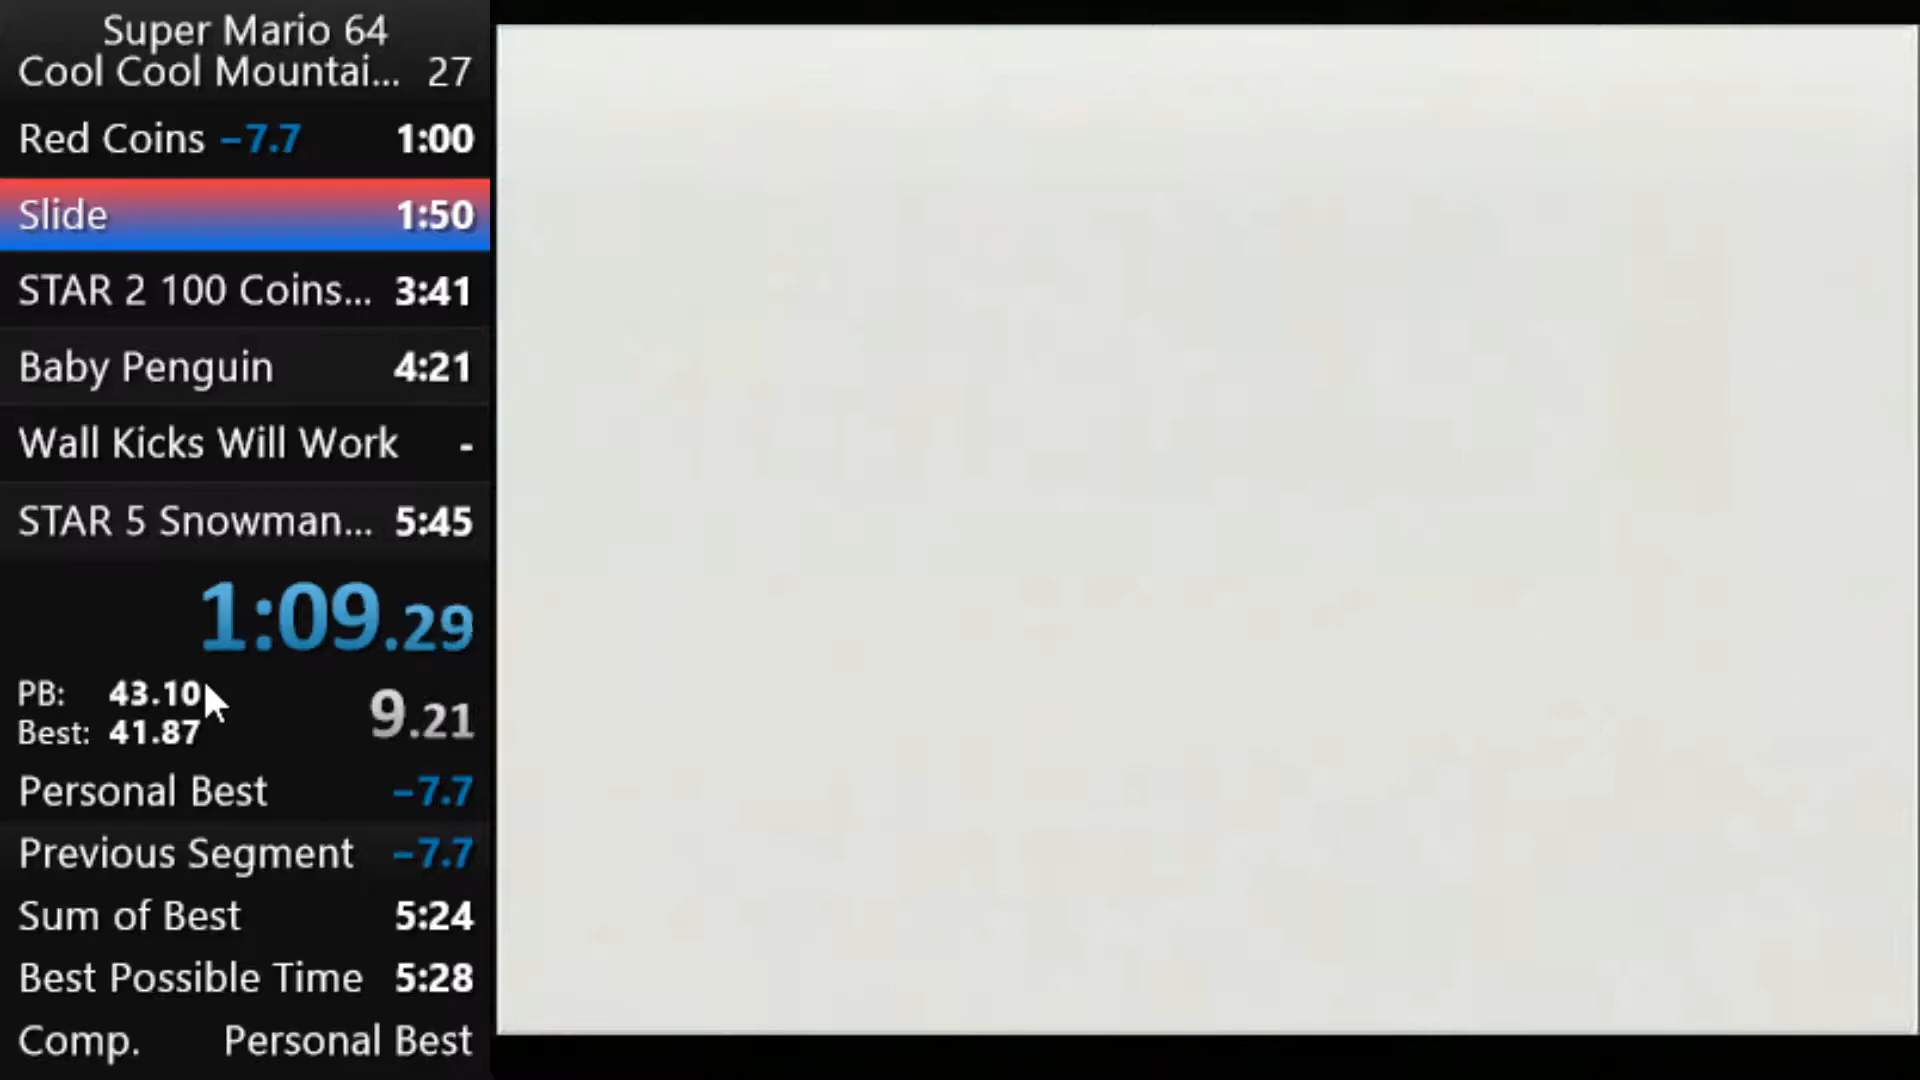 Super Mario 64
Cool Cool Mountai... 27
Red Coins -7.7 1:00
Slide 1:50
STAR 2 100 Coins... 3:41
Baby Penguin 4:21
Wall Kicks Will Work -
STAR 5 Snowman... 5:45
1:09.29
PB: 43.10
Best: 41.87
9.21
Personal Best -7.7
Previous Segment -7.7
Sum of Best 5:24
Best Possible Time 5:28
Comp. Personal Best